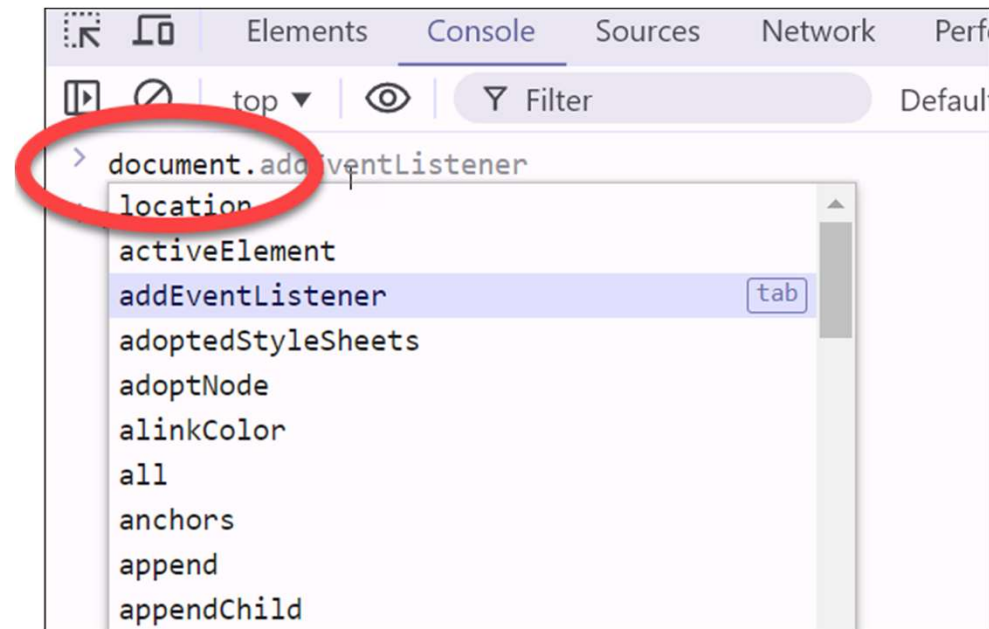 Elements Console Sources Network Perf
top Filter Defaul
document.addEventListener
location
activeElement
addEventListener tab
adoptedStyleSheets
adoptNode
alinkColor
all
anchors
append
appendChild